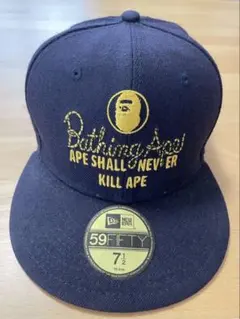 Bathing Ape
APE SHALL NEVER
KILL APE
59FIFTY
NEW ERA
7 1/2